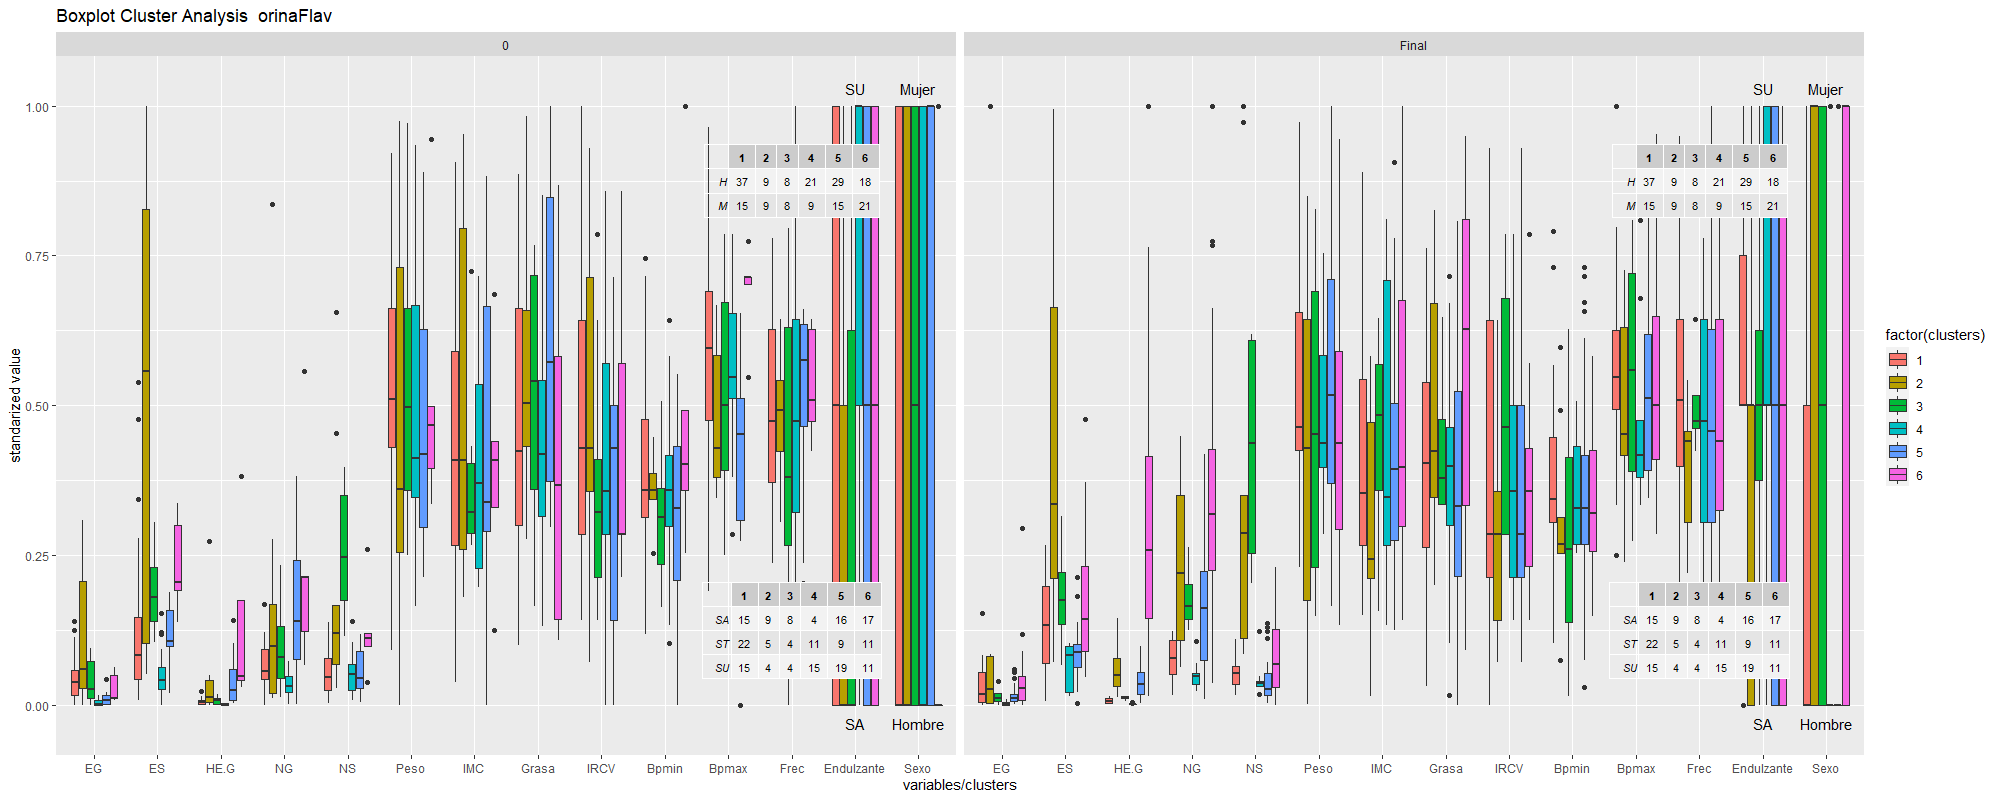 Boxplot Cluster Analysis orinaFlav
0
Final
standarized value
1.00
0.75
0.50
0.25
0.00
SU
Mujer
1 2 3 4 5 6
H 37 9 8 21 29 18
M 15 9 8 9 15 21
1 2 3 4 5 6
SA 15 9 8 4 16 17
ST 22 5 4 11 9 11
SU 15 4 4 15 19 11
SA
Hombre
EG ES HE.G NG NS Peso IMC Grasa IRCV Bpmin Bpmax Frec Endulzante Sexo
SU
Mujer
1 2 3 4 5 6
H 37 9 8 21 29 18
M 15 9 8 9 15 21
1 2 3 4 5 6
SA 15 9 8 4 16 17
ST 22 5 4 11 9 11
SU 15 4 4 15 19 11
SA
Hombre
EG ES HE.G NG NS Peso IMC Grasa IRCV Bpmin Bpmax Frec Endulzante Sexo
variables/clusters
factor(clusters)
1
2
3
4
5
6